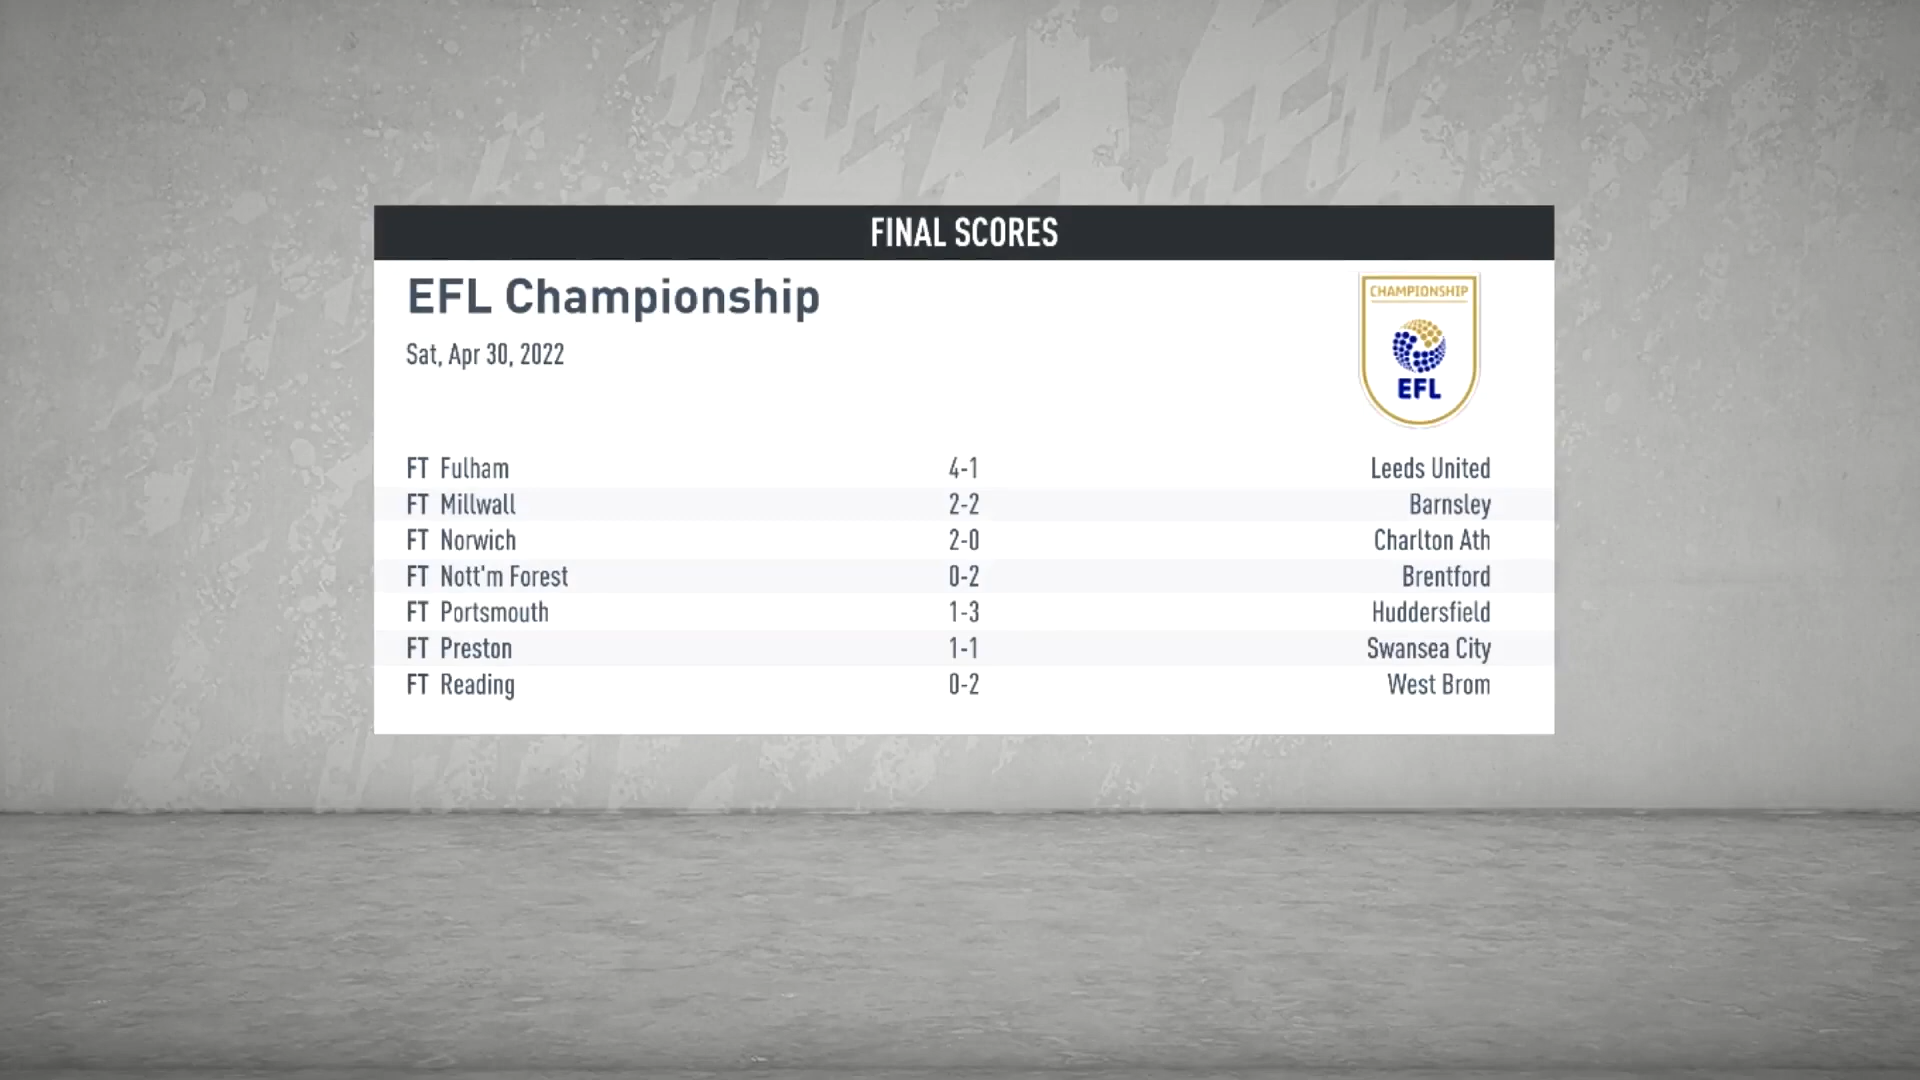 FINAL SCORES
EFL Championship
Sat, Apr 30, 2022
CHAMPIONSHIP
EFL
FT Fulham 4-1 Leeds United
FT Millwall 2-2 Barnsley
FT Norwich 2-0 Charlton Ath
FT Nott'm Forest 0-2 Brentford
FT Portsmouth 1-3 Huddersfield
FT Preston 1-1 Swansea City
FT Reading 0-2 West Brom